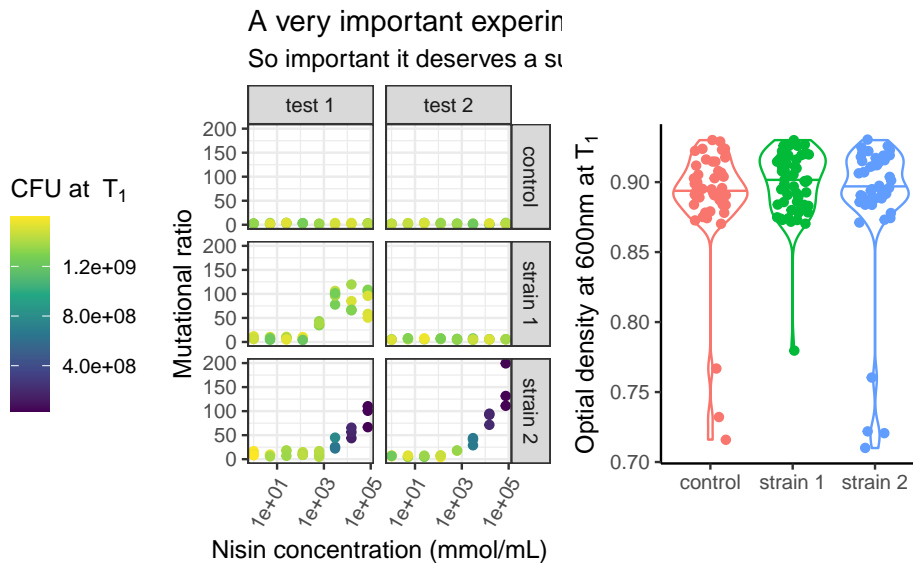 A very important experin
So important it deserves a su
test 1
test 2
CFU at T1
1.2e+09
8.0e+08
4.0e+08
Mutational ratio
200
150
100
50
0
control
200
150
100
50
0
strain 1
200
150
100
50
0
strain 2
1e+01
1e+03
1e+05
1e+01
1e+03
1e+05
Nisin concentration (mmol/mL)
Optial density at 600nm at T1
0.90
0.85
0.80
0.75
0.70
control
strain 1
strain 2